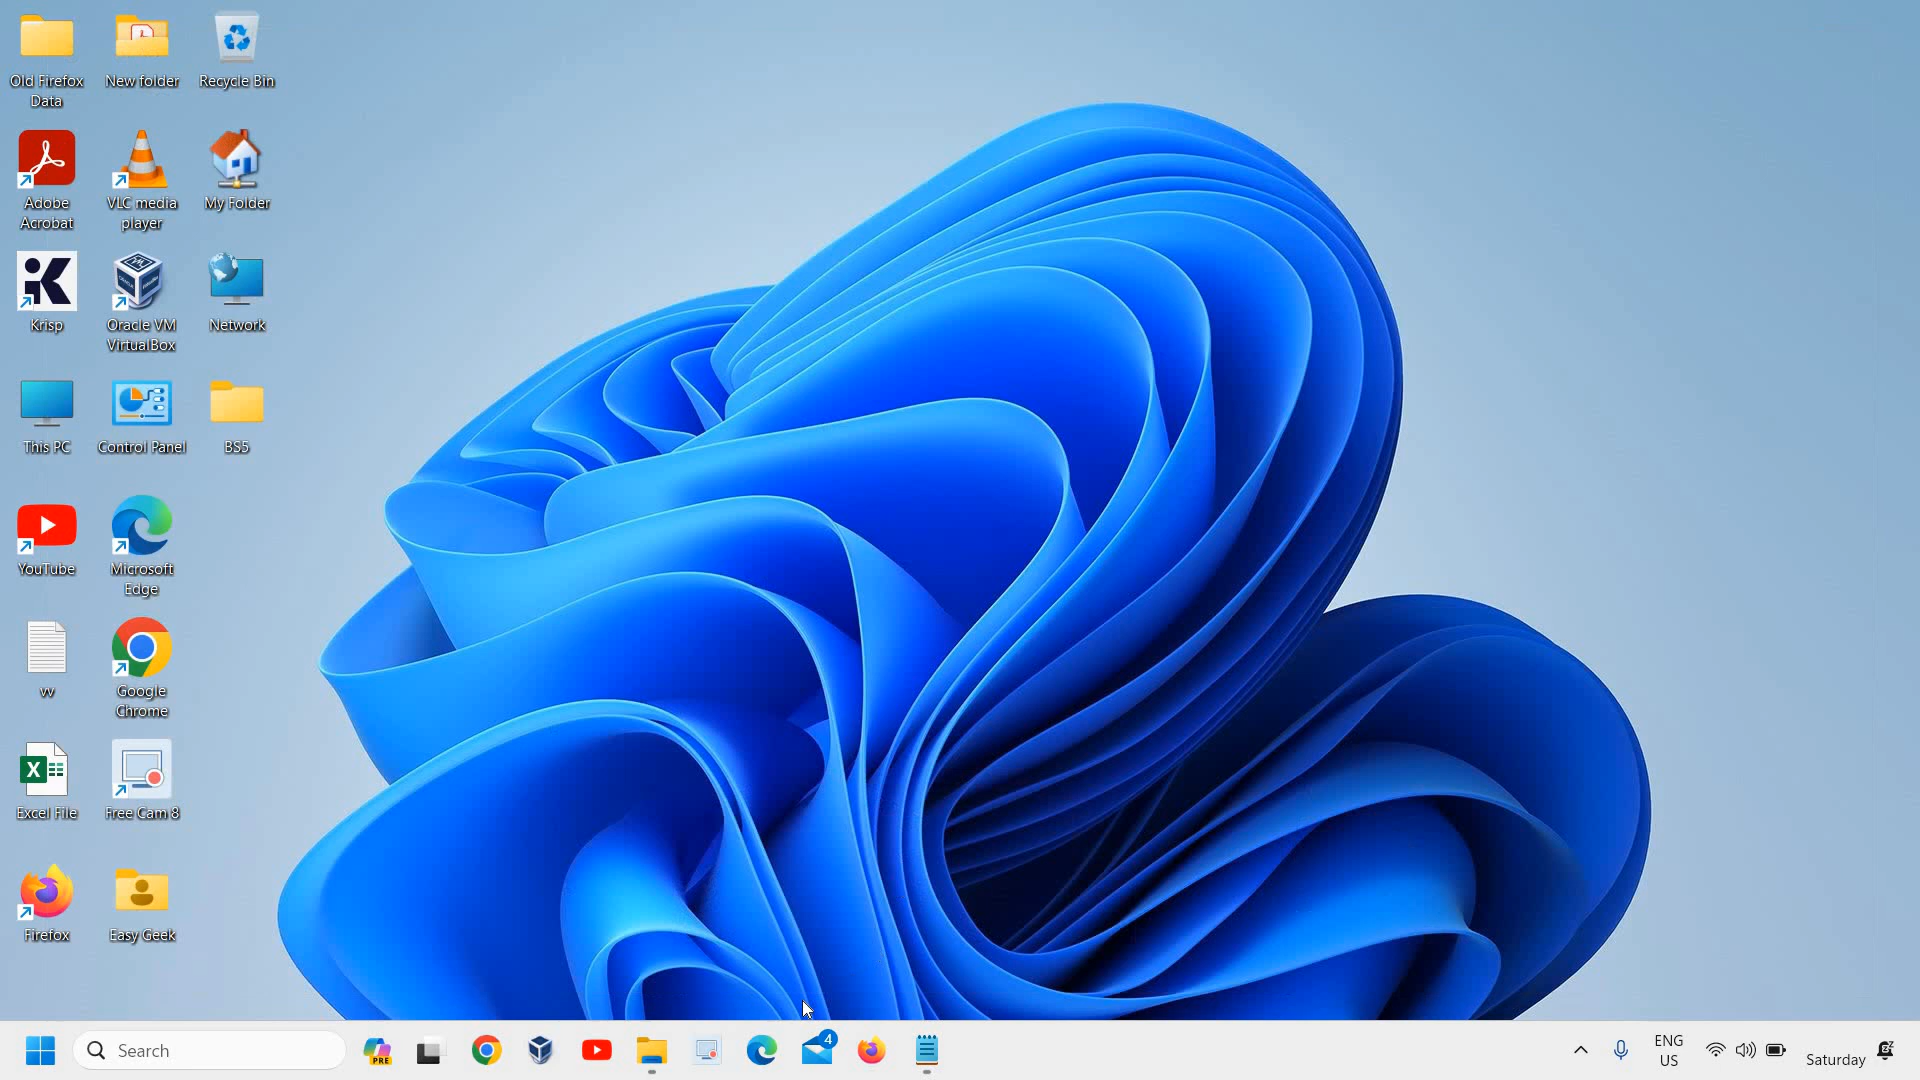 Old Firefox
Data
New folder
Recycle Bin
Adobe
Acrobat
VLC media
player
My Folder
Krisp
Oracle VM
VirtualBox
Network
This PC
Control Panel
BS5
YouTube
Microsoft
Edge
vv
Google
Chrome
Excel File
Free Cam 8
Firefox
Easy Geek
Search
PRE
4
ENG
US
Saturday